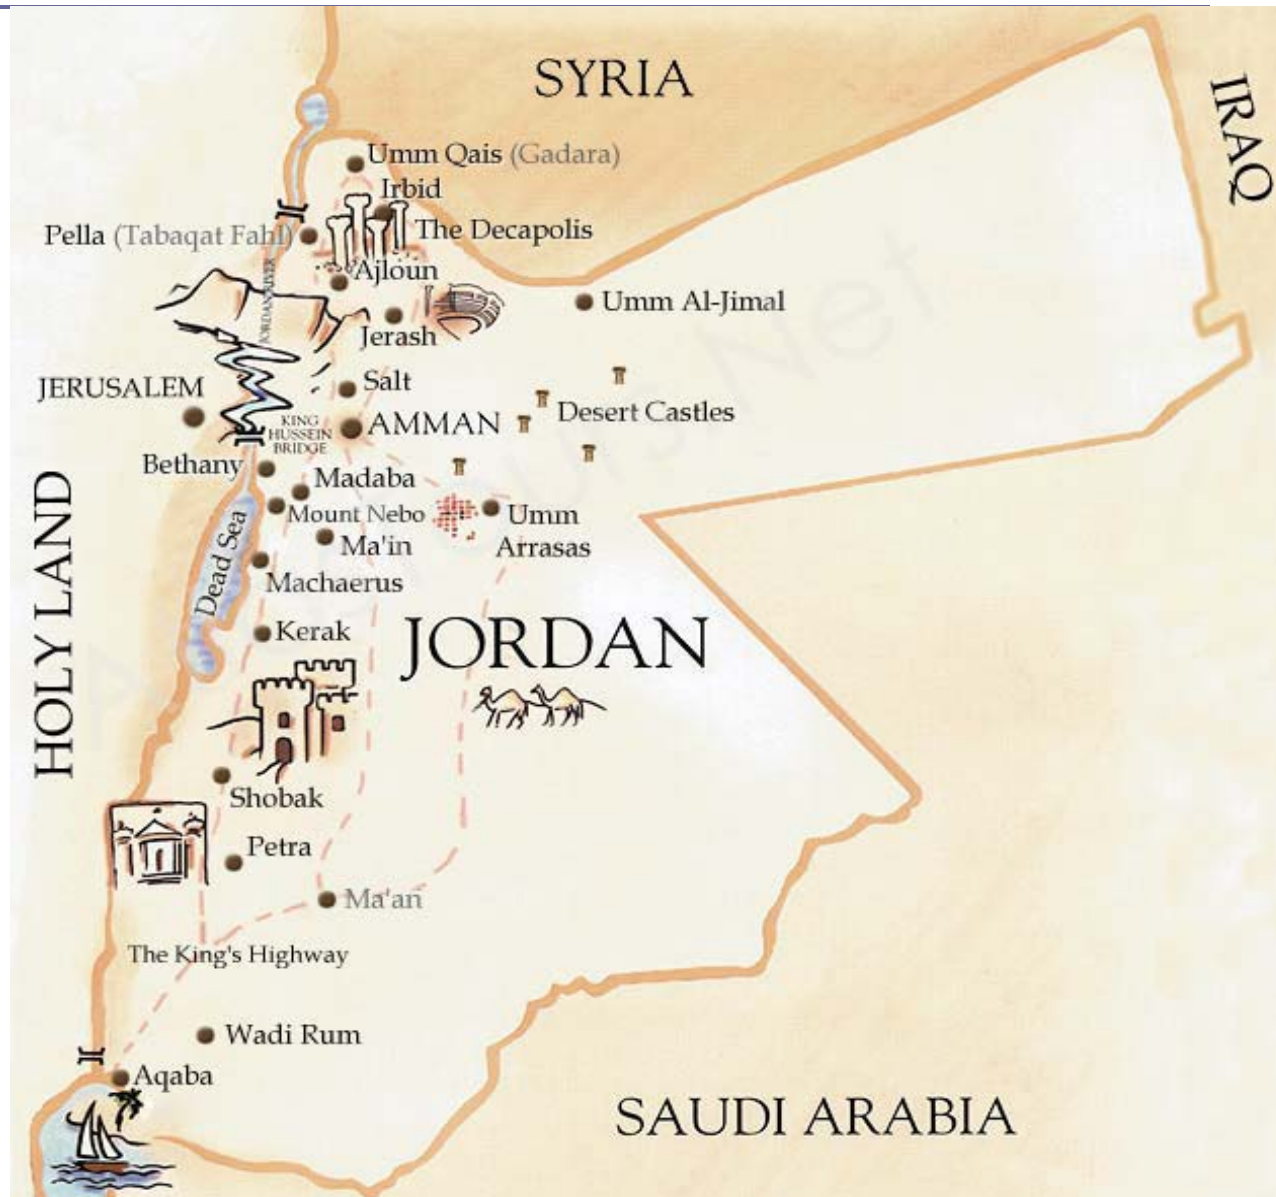 SYRIA
IRAQ
Umm Qais (Gadara)
Irbid
Pella (Tabaqat Fahl)
The Decapolis
JORDAN RIVER
Ajloun
Umm Al-Jimal
Jerash
JERUSALEM
Salt
KING
HUSSEIN
BRIDGE
AMMAN
Desert Castles
Bethany
Madaba
Mount Nebo
Umm
Arrasas
Ma'in
Dead Sea
Machaerus
HOLY LAND
Kerak
JORDAN
Shobak
Petra
Ma'an
The King's Highway
Wadi Rum
Aqaba
SAUDI ARABIA